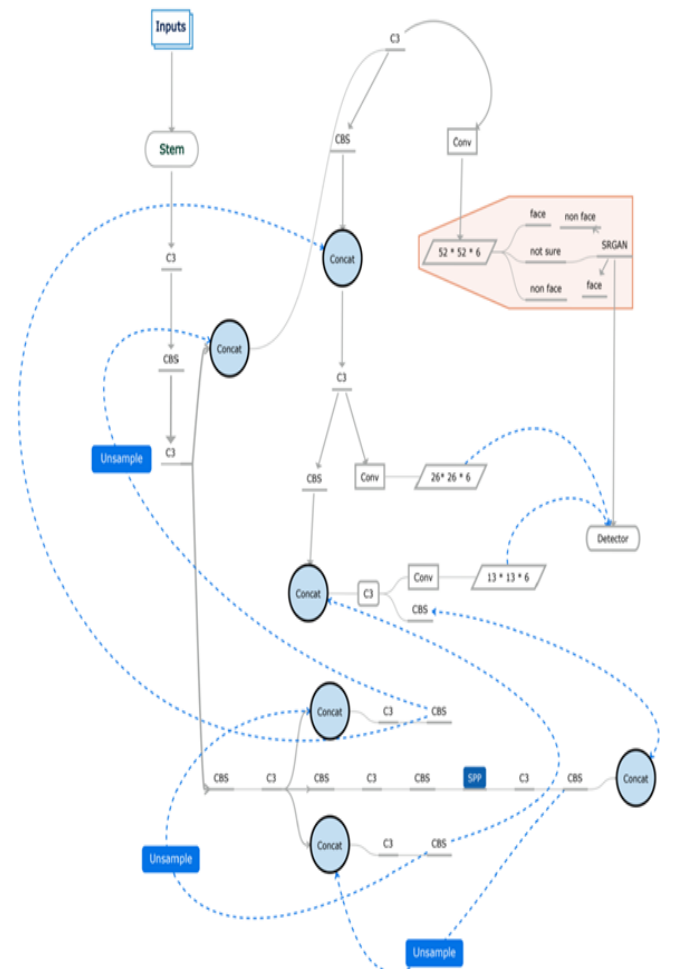 Inputs
C3
CBS
Conv
Stem
face
non face
52 * 52 * 6
not sure
SRGAN
non face
face
Concat
C3
Concat
CBS
C3
C3
Unsample
CBS
Conv
26* 26 * 6
Detector
Concat
C3
Conv
13 * 13 * 6
CBS
Concat
C3
CBS
CBS
C3
CBS
C3
CBS
SPP
C3
CBS
Concat
Concat
C3
CBS
Unsample
Unsample